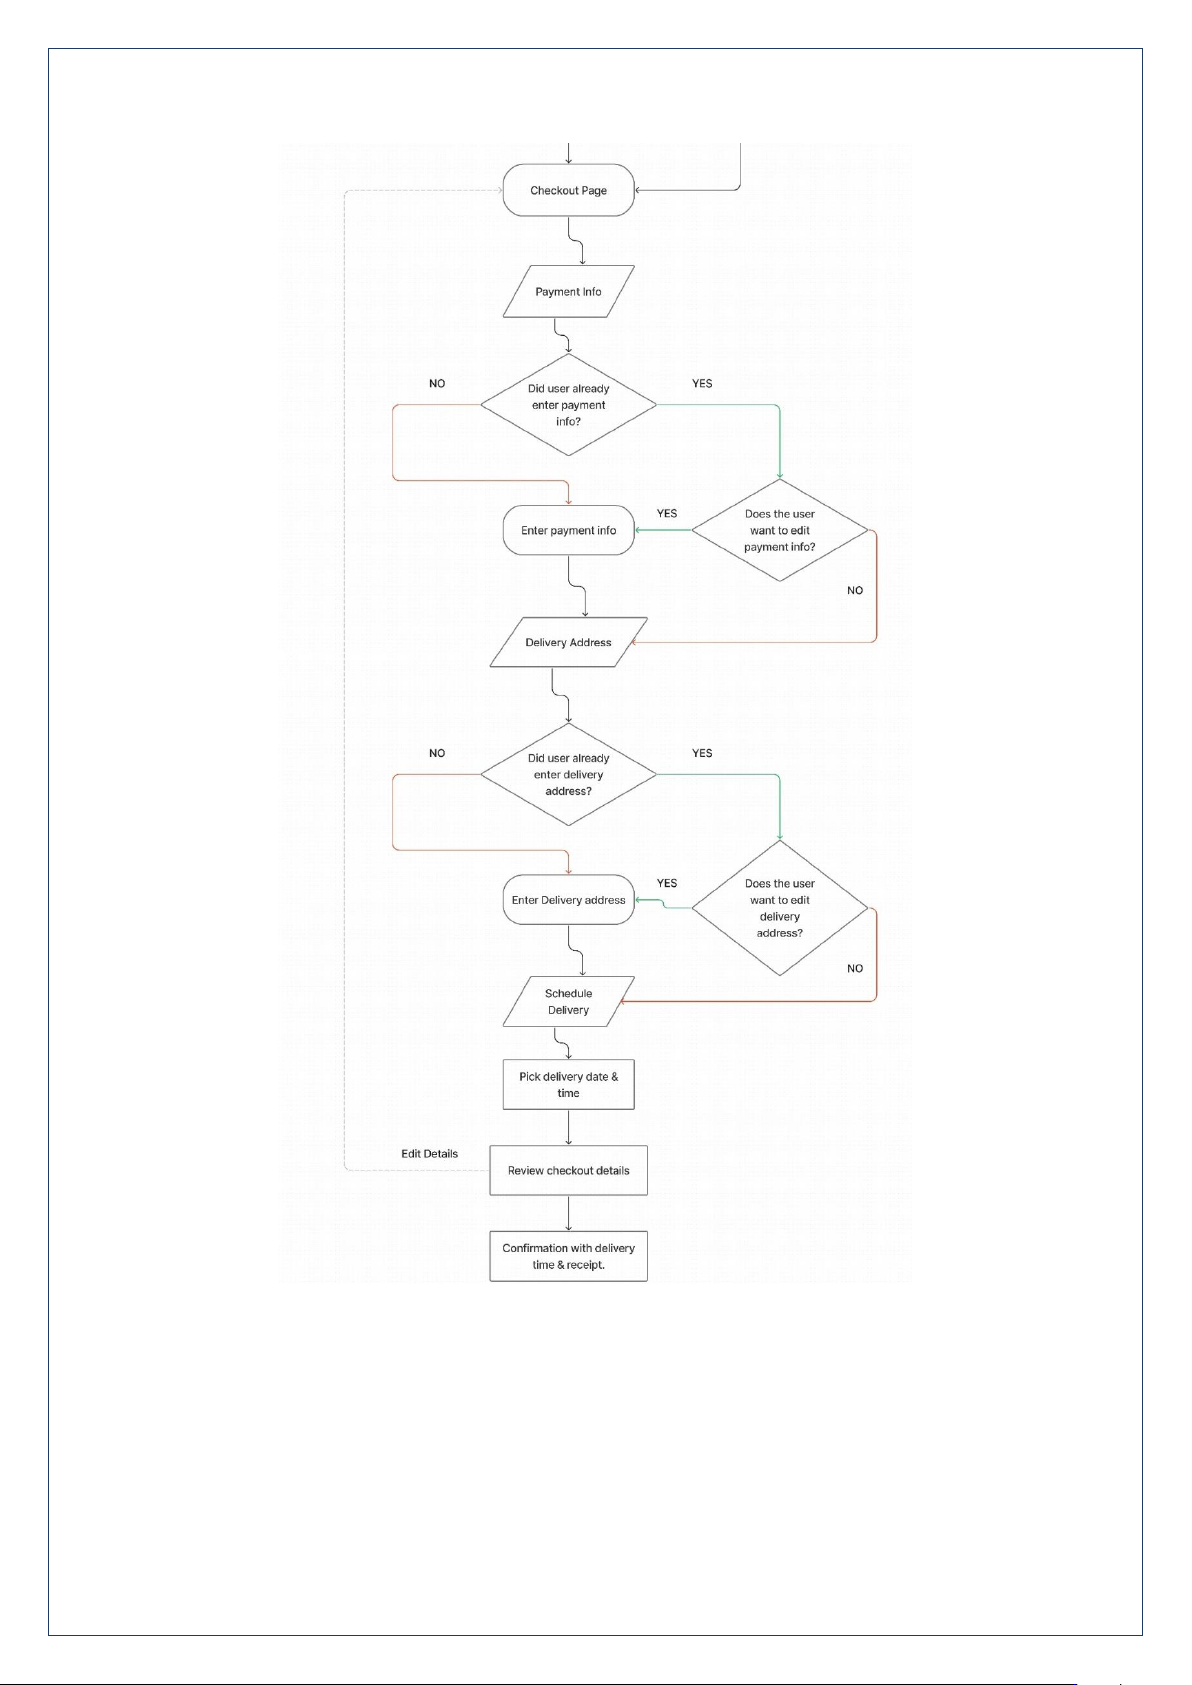 Checkout Page
Payment Info
NO
YES
Did user already
enter payment
info?
YES
Enter payment info
Does the user
want to edit
payment info?
NO
Delivery Address
NO
YES
Did user already
enter delivery
address?
YES
Enter Delivery address
Does the user
want to edit
delivery
address?
NO
Schedule
Delivery
Pick delivery date &
time
Edit Details
Review checkout details
Confirmation with delivery
time & receipt.